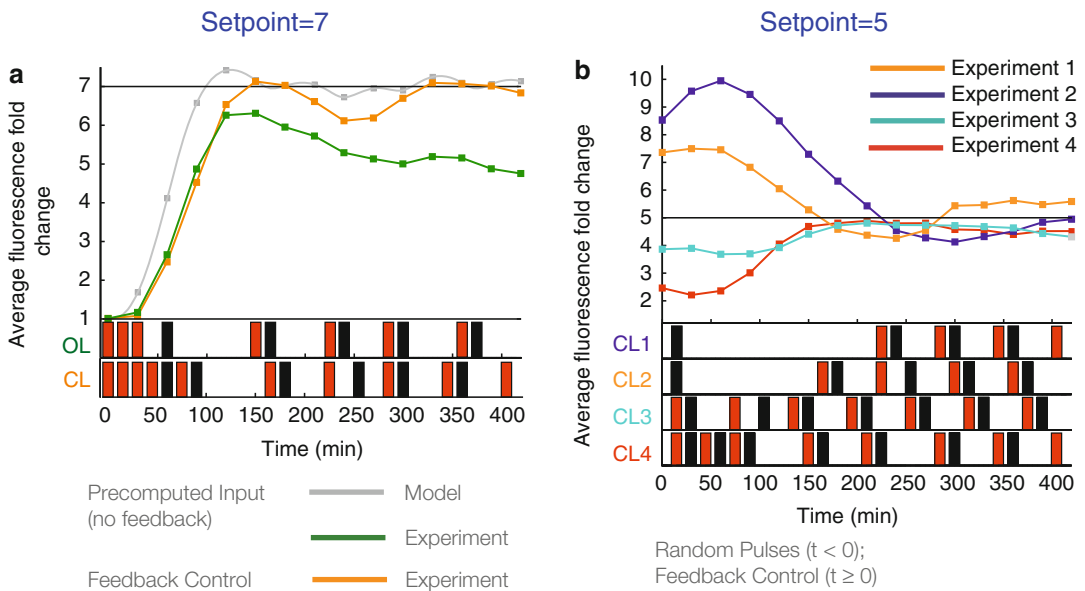 Setpoint=7
a
Average fluorescence fold
change
7
6
5
4
3
2
1
OL
CL
0
50
100
150
200
250
300
350
400
Time (min)
Precomputed Input
(no feedback)
Model
Experiment
Feedback Control
Experiment
Setpoint=5
b
Average fluorescence fold change
10
9
8
7
6
5
4
3
2
Experiment 1
Experiment 2
Experiment 3
Experiment 4
CL1
CL2
CL3
CL4
0
50
100
150
200
250
300
350
400
Time (min)
Random Pulses (t < 0);
Feedback Control (t ≥ 0)